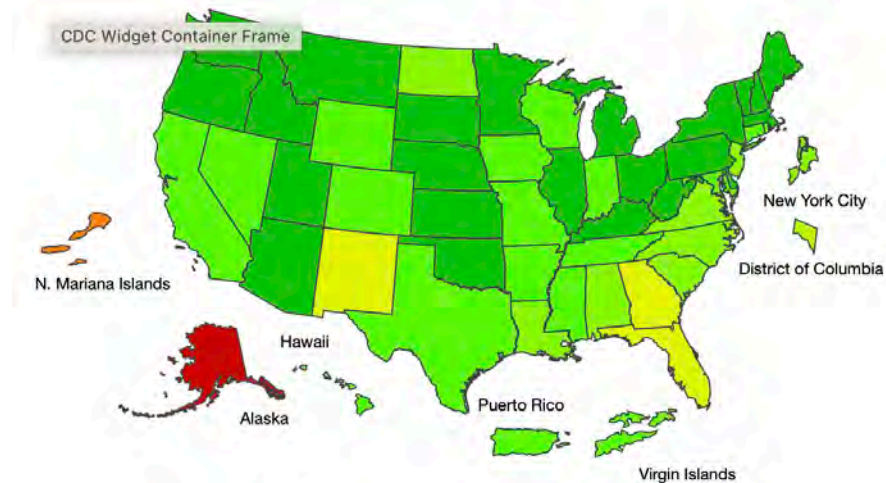 CDC Widget Container Frame
New York City
District of Columbia
N. Mariana Islands
Hawaii
Alaska
Puerto Rico
Virgin Islands